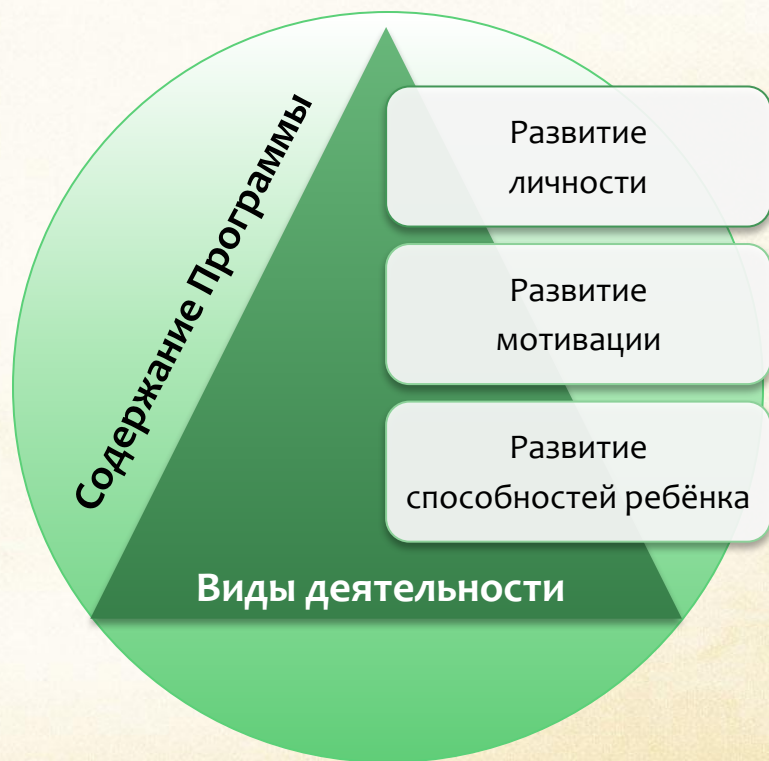 Содержание Программы
Развитие
личности
Развитие
мотивации
Развитие
способностей ребёнка
Виды деятельности